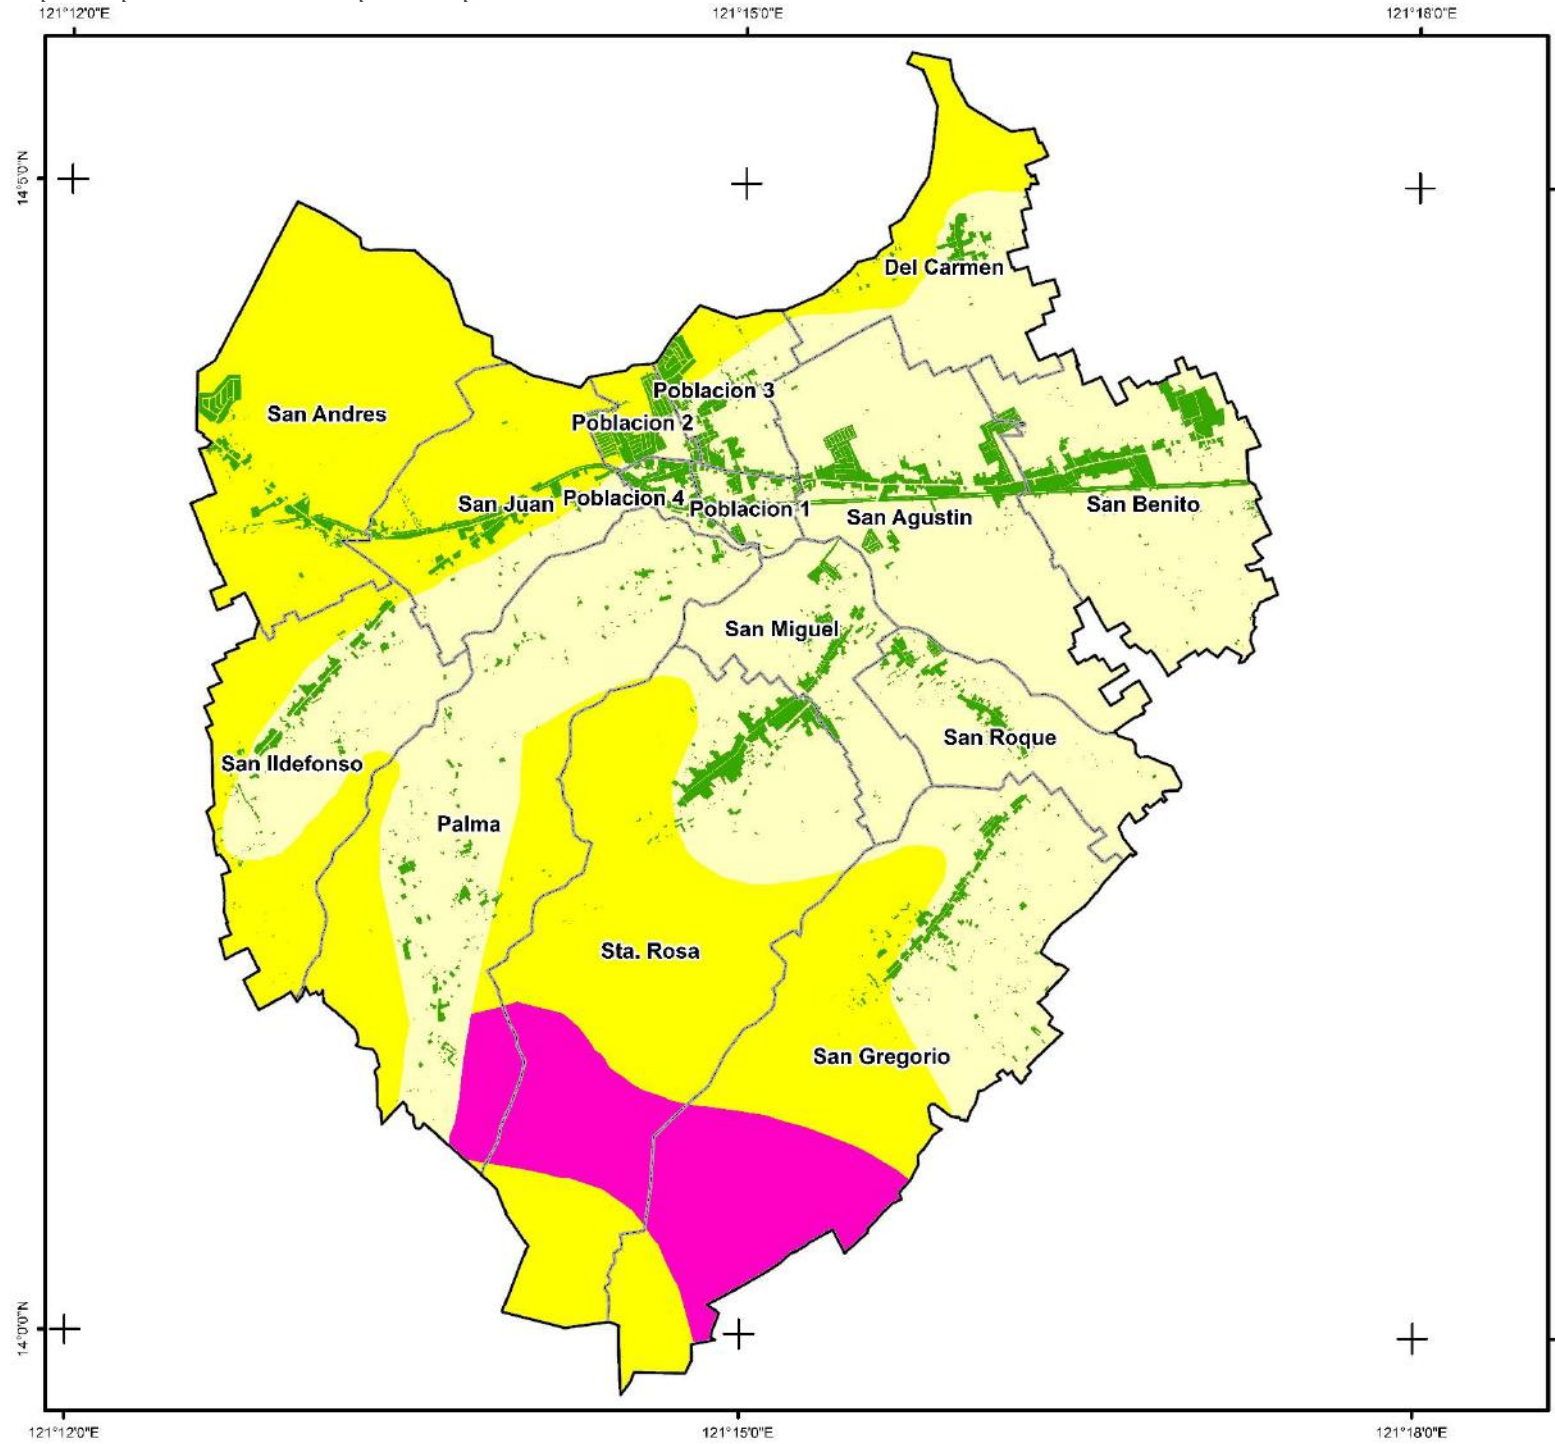 121°12'0"E
121°15'0"E
121°18'0"E
14°5'0"N
Del Carmen
Poblacion 3
San Andres
Poblacion 2
San Juan
Poblacion 4
Poblacion 1
San Agustin
San Benito
San Miguel
San Roque
San Ildefonso
Palma
Sta. Rosa
San Gregorio
14°0'0"N
121°12'0"E
121°15'0"E
121°18'0"E